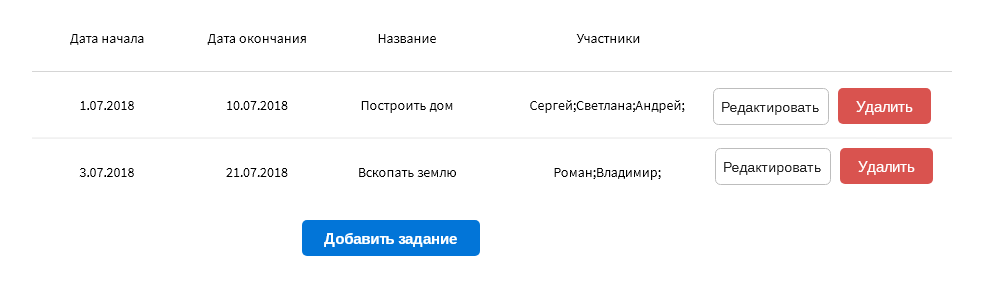 Дата начала Дата окончания Название Участники
1.07.2018 10.07.2018 Построить дом Сергей;Светлана;Андрей; Редактировать Удалить
3.07.2018 21.07.2018 Вскопать землю Роман;Владимир; Редактировать Удалить
Добавить задание